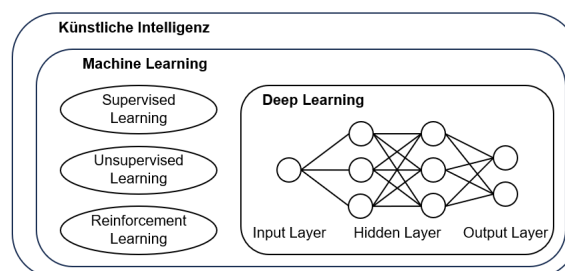 Künstliche Intelligenz
Machine Learning
Supervised
Learning
Unsupervised
Learning
Reinforcement
Learning
Deep Learning
Input Layer
Hidden Layer
Output Layer